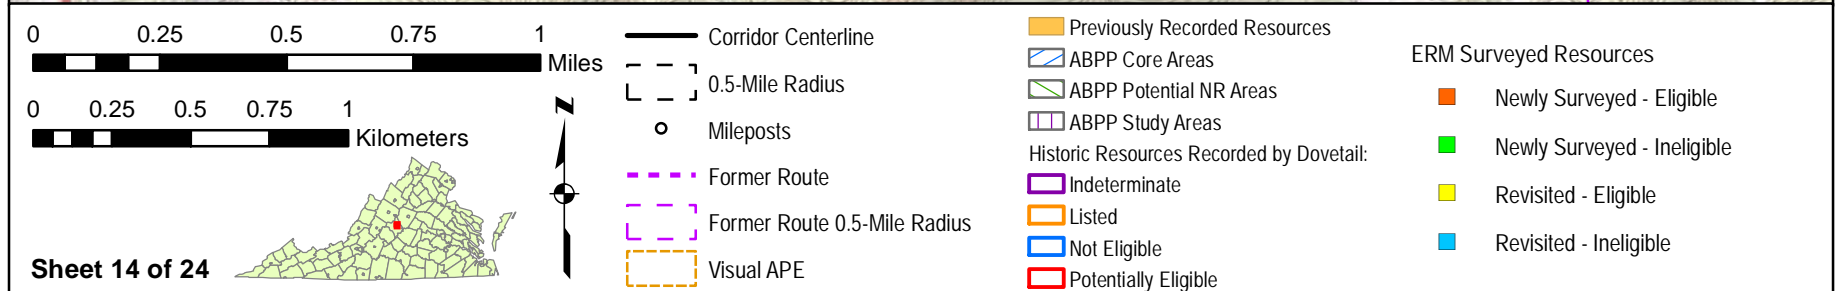 0 0.25 0.5 0.75 1
Miles
0 0.25 0.5 0.75 1
Kilometers
Sheet 14 of 24
N
Corridor Centerline
0.5-Mile Radius
Mileposts
Former Route
Former Route 0.5-Mile Radius
Visual APE
Previously Recorded Resources
ABPP Core Areas
ABPP Potential NR Areas
ABPP Study Areas
Historic Resources Recorded by Dovetail:
Indeterminate
Listed
Not Eligible
Potentially Eligible
ERM Surveyed Resources
Newly Surveyed - Eligible
Newly Surveyed - Ineligible
Revisited - Eligible
Revisited - Ineligible